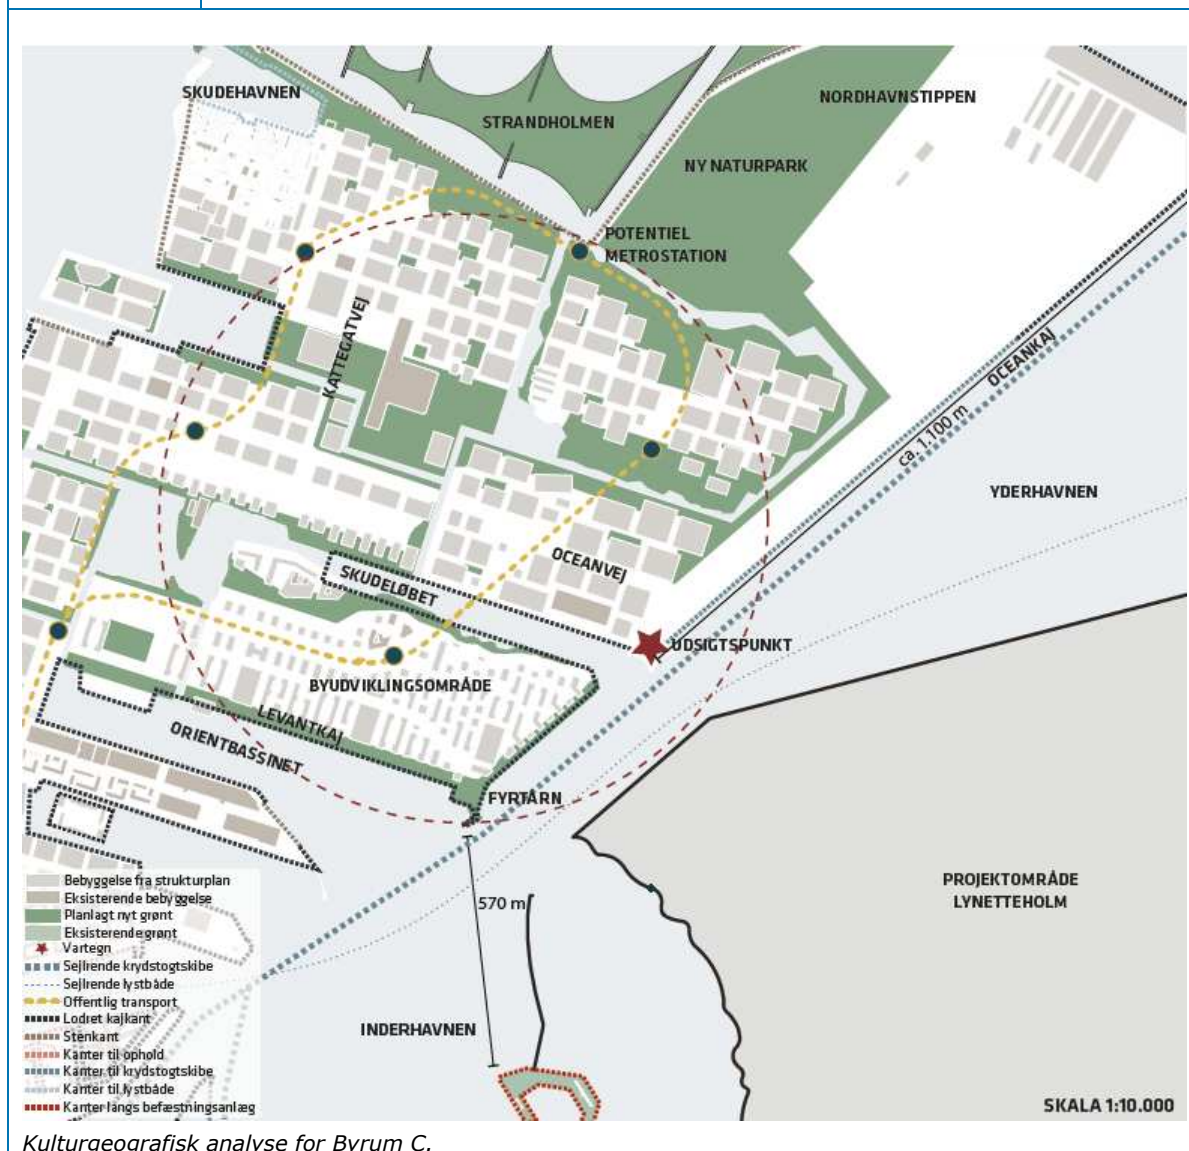 SKUDEHAVNEN
NORDHAVNSTIPPEN
STRANDHOLMEN
NY NATURPARK
POTENTIEL
METROSTATION
KATTEGATVEJ
OCEANKAJ
ca. 1.100 m
YDERHAVNEN
OCEANVEJ
SKUDELØBET
UDSIGTSPUNKT
BYUDVIKLINGSOMRÅDE
LEVANTKAJ
ORIENTBASSINET
FYRTÅRN
PROJEKTOMRÅDE
LYNETTEHOLM
570 m
INDERHAVNEN
Bebyggelse fra strukturplan
Eksisterende bebyggelse
Planlagt nyt grønt
Eksisterende grønt
Vartegn
Sejlrende krydstogtskibe
Sejlrende lystbåde
Offentlig transport
Lodret kajkant
Stenkant
Kanter til ophold
Kanter til krydstogtskibe
Kanter til lystbåde
Kanter langs befæstningsanlæg
SKALA 1:10.000
Kulturgeografisk analyse for Byrum C.